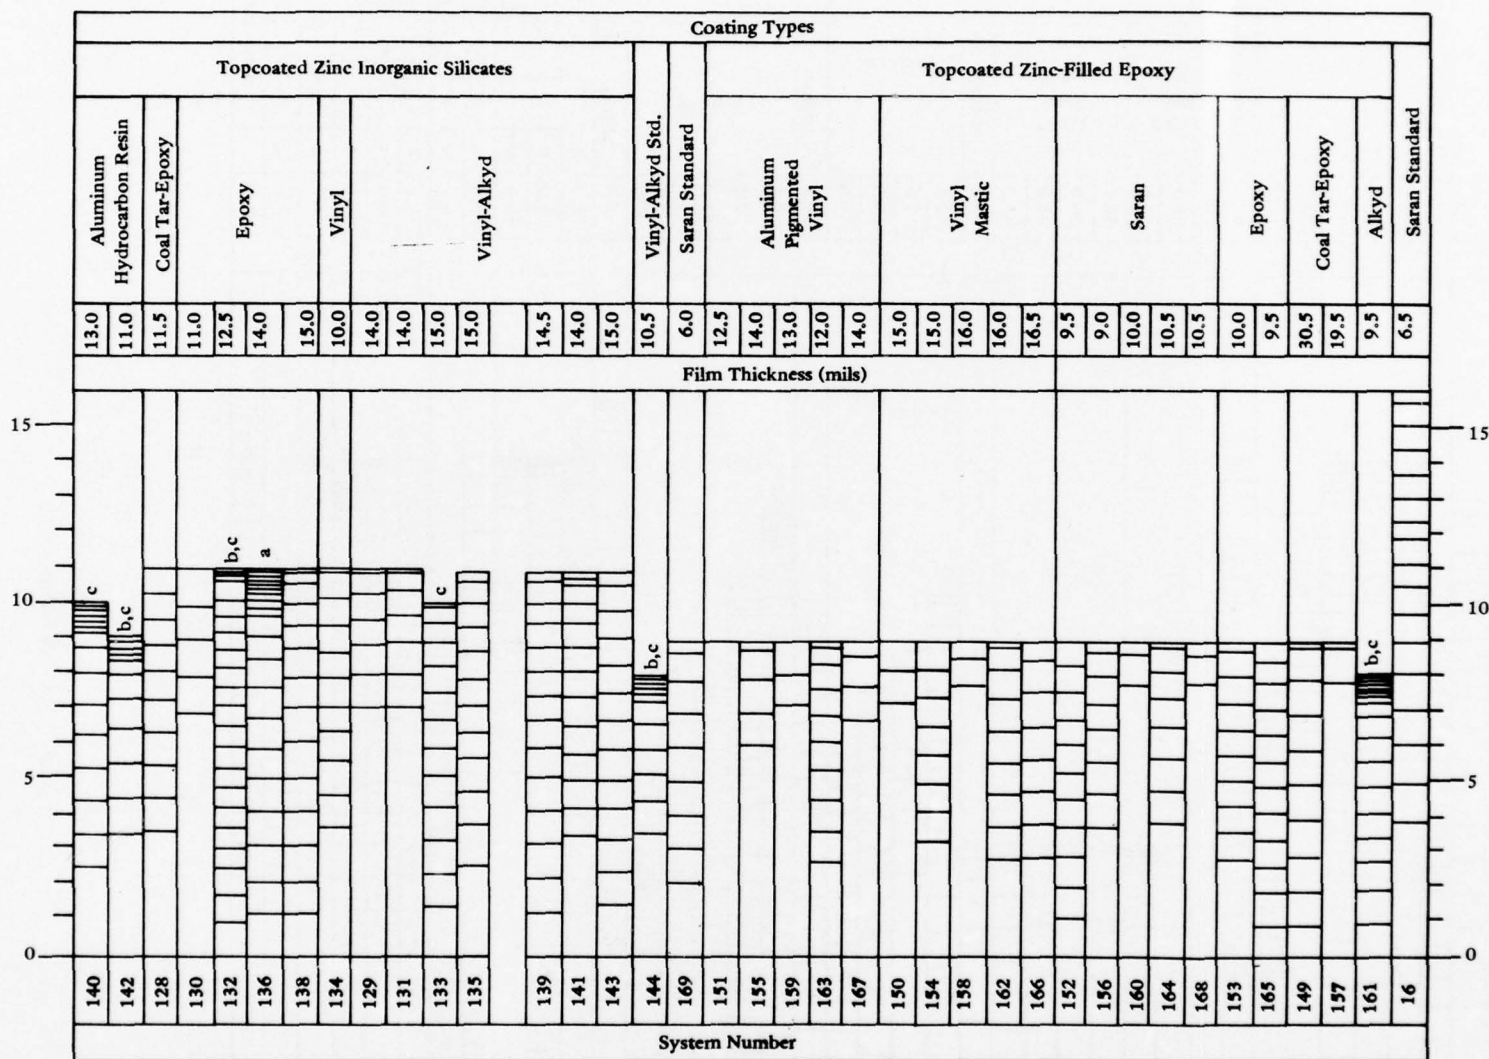 Coating Types
Topcoated Zinc Inorganic Silicates
Topcoated Zinc-Filled Epoxy
Aluminum
Hydrocarbon Resin
Coal Tar-Epoxy
Epoxy
Vinyl
Vinyl-Alkyd
Vinyl-Alkyd Std.
Saran Standard
Aluminum
Pigmented
Vinyl
Vinyl
Mastic
Saran
Epoxy
Coal Tar-Epoxy
Alkyd
Saran Standard
13.0 11.0 11.5 11.0 12.5 14.0 15.0 10.0 14.0 14.0 15.0 15.0 14.5 14.0 15.0 10.5 6.0 12.5 14.0 13.0 12.0 14.0 15.0 15.0 16.0 16.0 16.5 9.5 9.0 10.0 10.5 10.5 10.0 9.5 30.5 19.5 9.5 6.5
Film Thickness (mils)
15 15
10 10
c b,c b,c a c b,c b,c
5 5
0 0
140 142 128 130 132 136 138 134 129 131 133 135 139 141 143 144 169 151 155 159 163 167 150 154 158 162 166 152 156 160 164 168 153 165 149 157 161 16
System Number